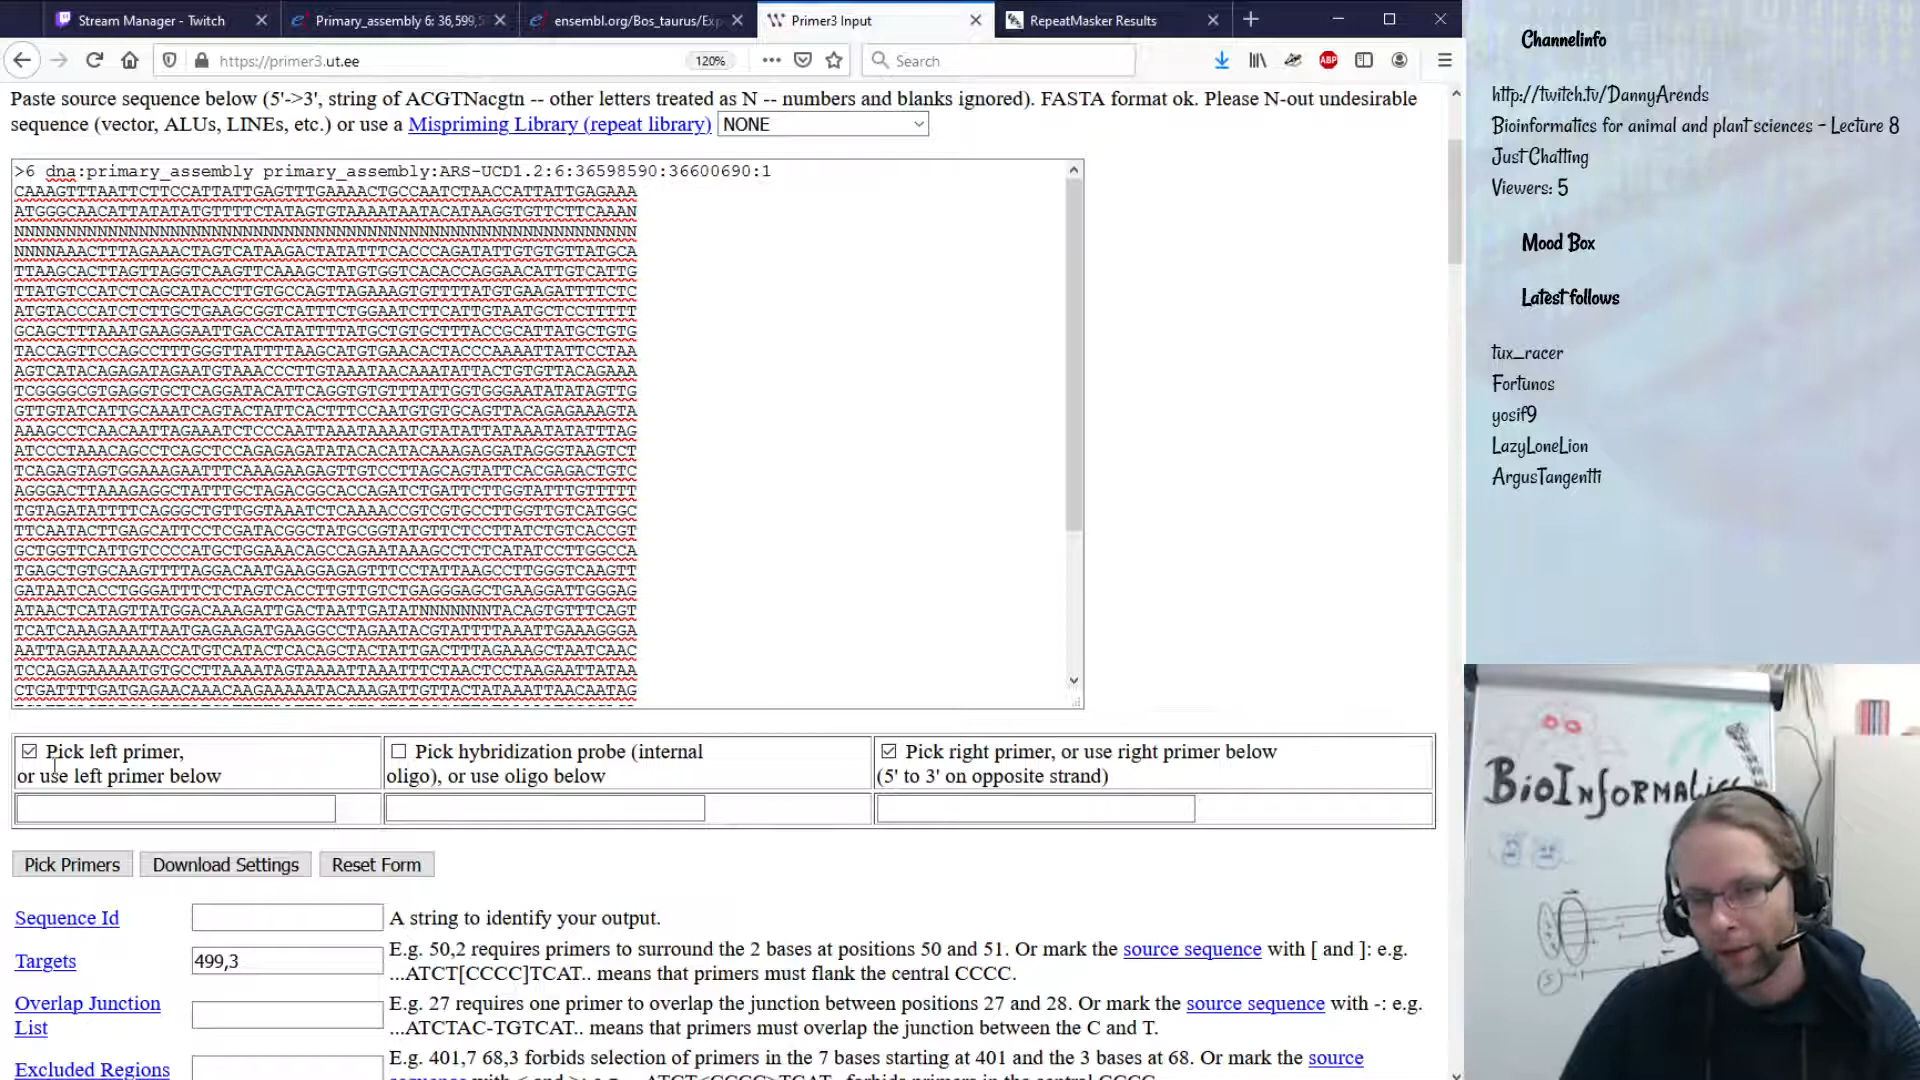 Stream Manager - Twitch
Primary_assembly 6: 36,599,5
ensembl.org/Bos_taurus/Exp
Primer3 Input
RepeatMasker Results
https://primer3.ut.ee
120%
Search
ABP
Paste source sequence below (5'->3', string of ACGTNacgtn -- other letters treated as N -- numbers and blanks ignored). FASTA format ok. Please N-out undesirable
sequence (vector, ALUs, LINEs, etc.) or use a Mispriming Library (repeat library) NONE
>6 dna:primary_assembly primary_assembly:ARS-UCD1.2:6:36598590:36600690:1
CAAAGTTTAATTCTTCCATTATTGAGTTTGAAAACTGCCAATCTAACCATTATTGAGAAA
ATGGGCAACATTATATATGTTTTCTATAGTGTAAAATAATACATAAGGTGTTCTTCAAAN
NNNNNNNNNNNNNNNNNNNNNNNNNNNNNNNNNNNNNNNNNNNNNNNNNNNNNNNNNNNN
NNNNAAACTTTAGAAACTAGTCATAAGACTATATTTCACCCAGATATTGTGTGTTATGCA
TTAAGCACTTAGTTAGGTCAAGTTCAAAGCTATGTGGTCACACCAGGAACATTGTCATTG
TTATGTCCATCTCAGCATACCTTGTGCCAGTTAGAAAGTGTTTTATGTGAAGATTTTCTC
ATGTACCCATCTCTTGCTGAAGCGGTCATTTCTGGAATCTTCATTGTAATGCTCCTTTTT
GCAGCTTTAAATGAAGGAATTGACCATATTTTATGCTGTGCTTTACCGCATTATGCTGTG
TACCAGTTCCAGCCTTTGGGTTATTTTAAGCATGTGAACACTACCCAAAATTATTCCTAA
AGTCATACAGAGATAGAATGTAAACCCTTGTAAATAACAAATATTACTGTGTTACAGAAA
TCGGGGCGTGAGGTGCTCAGGATACATTCAGGTGTGTTTATTGGTGGGAATATATAGTTG
GTTGTATCATTGCAAATCAGTACTATTCACTTTCCAATGTGTGCAGTTACAGAGAAAGTA
AAAGCCTCAACAATTAGAAATCTCCCAATTAAATAAAATGTATATTATAAATATATTTAG
ATCCCTAAACAGCCTCAGCTCCAGAGAGATATACACATACAAAGAGGATAGGGTAAGTCT
TCAGAGTAGTGGAAAGAATTTCAAAGAAGAGTTGTCCTTAGCAGTATTCACGAGACTGTC
AGGGACTTAAAGAGGCTATTTGCTAGACGGCACCAGATCTGATTCTTGGTATTTGTTTTT
TGTAGATATTTTCAGGGCTGTTGGTAAATCTCAAAACCGTCGTGCCTTGGTTGTCATGGC
TTCAATACTTGAGCATTCCTCGATACGGCTATGCGGTATGTTCTCCTTATCTGTCACCGT
GCTGGTTCATTGTCCCCATGCTGGAAACAGCCAGAATAAAGCCTCTCATATCCTTGGCCA
TGAGCTGTGCAAGTTTTAGGACAATGAAGGAGAGTTTCCTATTAAGCCTTGGGTCAAGTT
GATAATCACCTGGGATTTCTCTAGTCACCTTGTTGTCTGAGGGAGCTGAAGGATTGGGAG
ATAACTCATAGTTATGGACAAAGATTGACTAATTGATATNNNNNNNTACAGTGTTTCAGT
TCATCAAAGAAATTAATGAGAAGATGAAGGCCTAGAATACGTATTTTAAATTGAAAGGGA
AATTAGAATAAAAACCATGTCATACTCACAGCTACTATTGACTTTAGAAAGCTAATCAAC
TCCAGAGAAAAATGTGCCTTAAAATAGTAAAATTAAATTTCTAACTCCTAAGAATTATAA
CTGATTTTGATGAGAACAAACAAGAAAAATACAAAGATTGTTACTATAAATTAACAATAG
Pick left primer,
or use left primer below
Pick hybridization probe (internal
oligo), or use oligo below
Pick right primer, or use right primer below
(5' to 3' on opposite strand)
Pick Primers
Download Settings
Reset Form
Sequence Id
A string to identify your output.
Targets
499,3
E.g. 50,2 requires primers to surround the 2 bases at positions 50 and 51. Or mark the source sequence with [ and ]: e.g.
...ATCT[CCCC]TCAT.. means that primers must flank the central CCCC.
Overlap Junction
List
E.g. 27 requires one primer to overlap the junction between positions 27 and 28. Or mark the source sequence with -: e.g.
...ATCTAC-TGTCAT.. means that primers must overlap the junction between the C and T.
Excluded Regions
E.g. 401,7 68,3 forbids selection of primers in the 7 bases starting at 401 and the 3 bases at 68. Or mark the source
Channelinfo
http://twitch.tv/DannyArends
Bioinformatics for animal and plant sciences - Lecture 8
Just Chatting
Viewers: 5
Mood Box
Latest follows
tux_racer
Fortunos
yosif9
LazyLoneLion
ArgusTangentti
BioInformatics